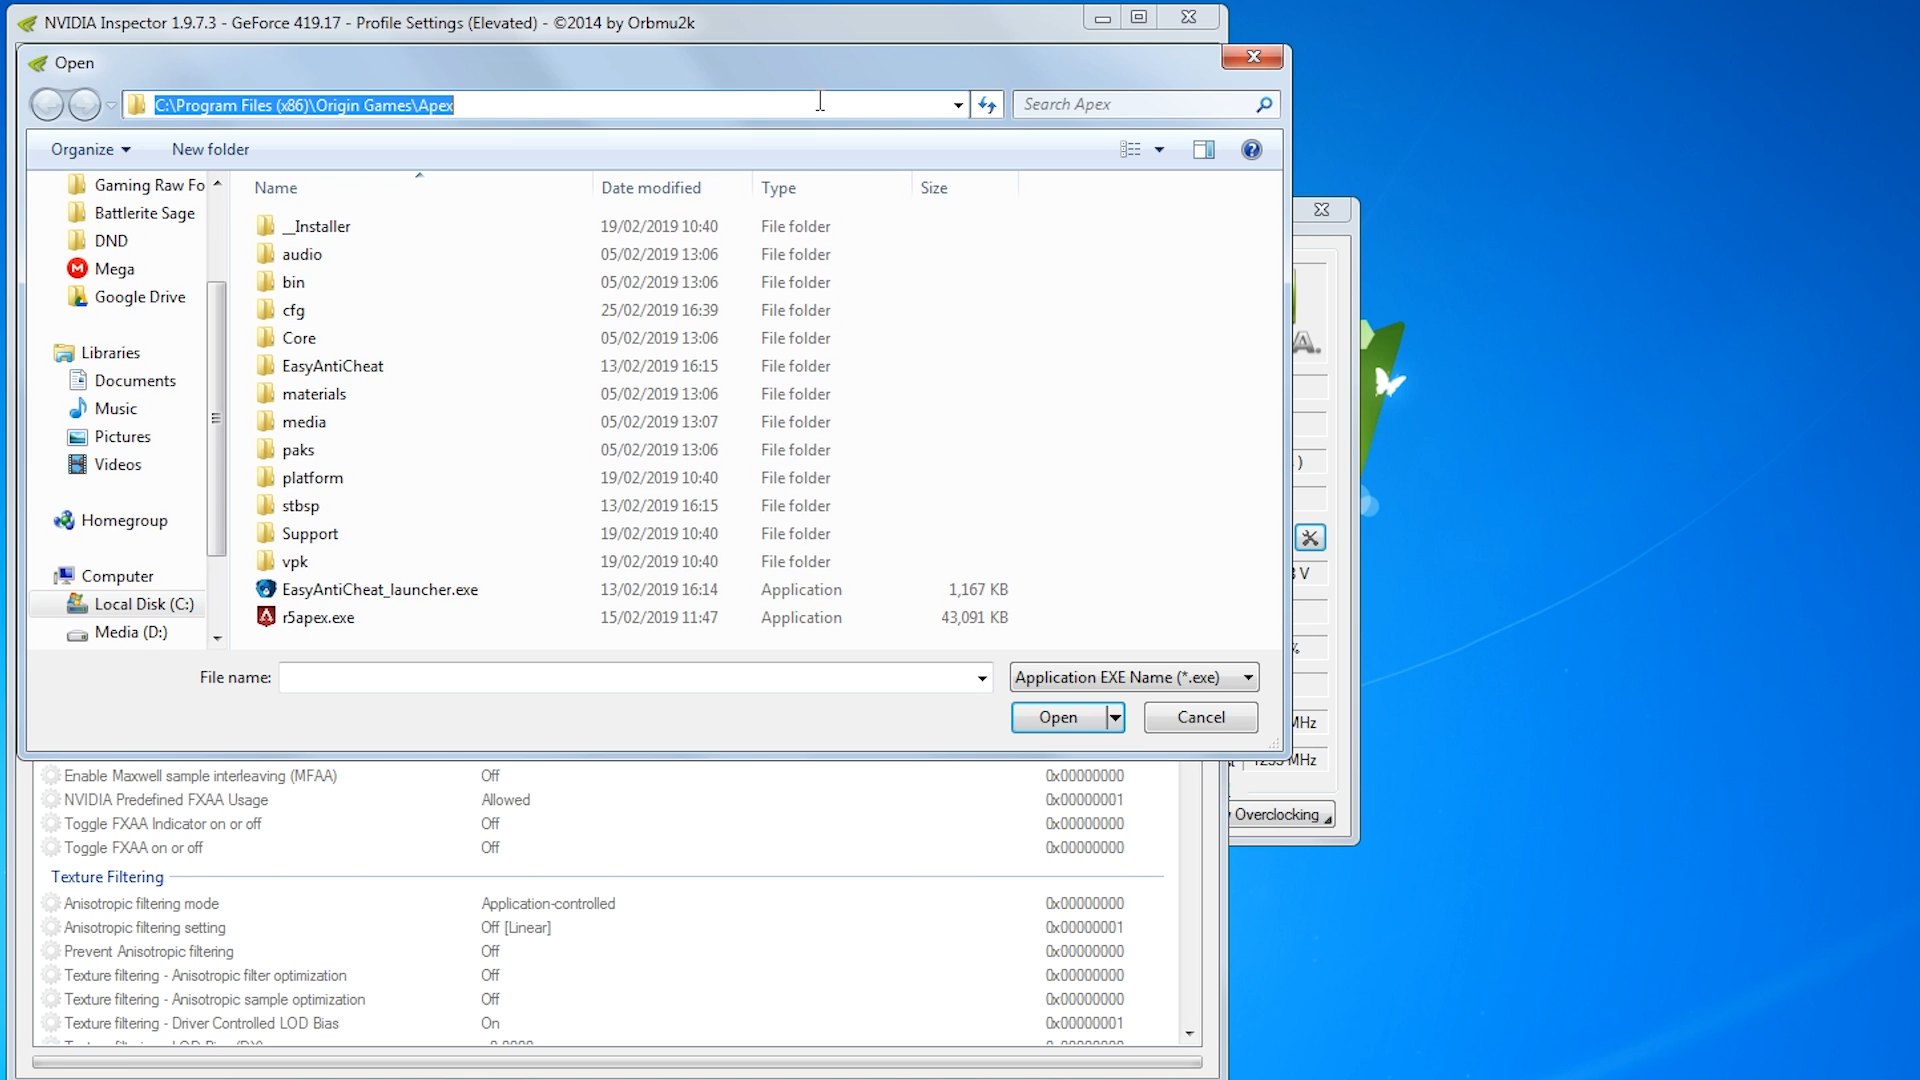 NVIDIA Inspector 1.9.7.3 - GeForce 419.17 - Profile Settings (Elevated) - ©2014 by Orbmu2k
Open
C:\Program Files (x86)\Origin Games\Apex
Search Apex
Organize
New folder
Gaming Raw Fo
Battlerite Sage
DND
Mega
Google Drive
Libraries
Documents
Music
Pictures
Videos
Homegroup
Computer
Local Disk (C:)
Media (D:)
Name Date modified Type Size
__Installer 19/02/2019 10:40 File folder
audio 05/02/2019 13:06 File folder
bin 05/02/2019 13:06 File folder
cfg 25/02/2019 16:39 File folder
Core 05/02/2019 13:06 File folder
EasyAntiCheat 13/02/2019 16:15 File folder
materials 05/02/2019 13:06 File folder
media 05/02/2019 13:07 File folder
paks 05/02/2019 13:06 File folder
platform 19/02/2019 10:40 File folder
stbsp 13/02/2019 16:15 File folder
Support 19/02/2019 10:40 File folder
vpk 19/02/2019 10:40 File folder
EasyAntiCheat_launcher.exe 13/02/2019 16:14 Application 1,167 KB
r5apex.exe 15/02/2019 11:47 Application 43,091 KB
File name:
Application EXE Name (*.exe)
Open
Cancel
A.
)
V
%
MHz
MHz
Overclocking
Enable Maxwell sample interleaving (MFAA) Off 0x00000000
NVIDIA Predefined FXAA Usage Allowed 0x00000001
Toggle FXAA Indicator on or off Off 0x00000000
Toggle FXAA on or off Off 0x00000000
Texture Filtering
Anisotropic filtering mode Application-controlled 0x00000000
Anisotropic filtering setting Off [Linear] 0x00000001
Prevent Anisotropic filtering Off 0x00000000
Texture filtering - Anisotropic filter optimization Off 0x00000000
Texture filtering - Anisotropic sample optimization Off 0x00000000
Texture filtering - Driver Controlled LOD Bias On 0x00000001